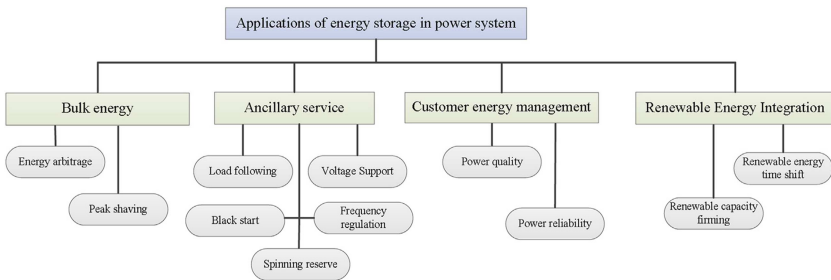 Applications of energy storage in power system
Bulk energy
Ancillary service
Customer energy management
Renewable Energy Integration
Energy arbitrage
Peak shaving
Load following
Voltage Support
Black start
Frequency
regulation
Spinning reserve
Power quality
Power reliability
Renewable energy
time shift
Renewable capacity
firming